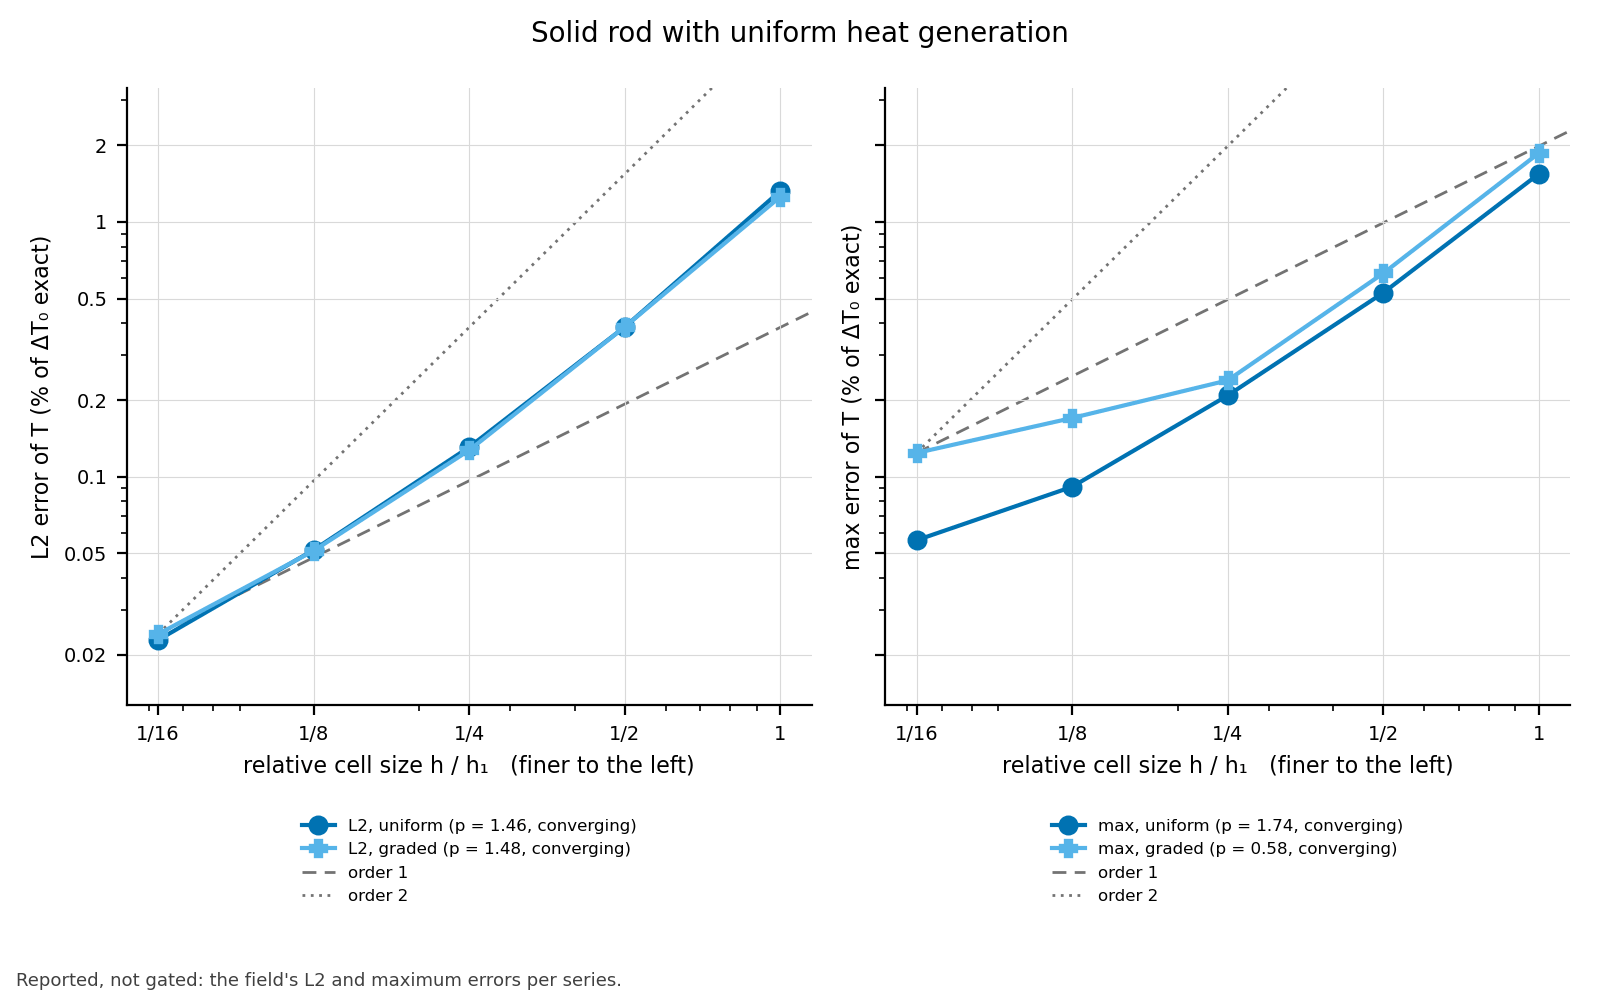 Solid rod with uniform heat generation
L2 error of T (% of ΔT₀ exact)
2
1
0.5
0.2
0.1
0.05
0.02
1/16
1/8
1/4
1/2
1
relative cell size h / h₁   (finer to the left)
L2, uniform (p = 1.46, converging)
L2, graded (p = 1.48, converging)
order 1
order 2
max error of T (% of ΔT₀ exact)
1/16
1/8
1/4
1/2
1
relative cell size h / h₁   (finer to the left)
max, uniform (p = 1.74, converging)
max, graded (p = 0.58, converging)
order 1
order 2
Reported, not gated: the field's L2 and maximum errors per series.